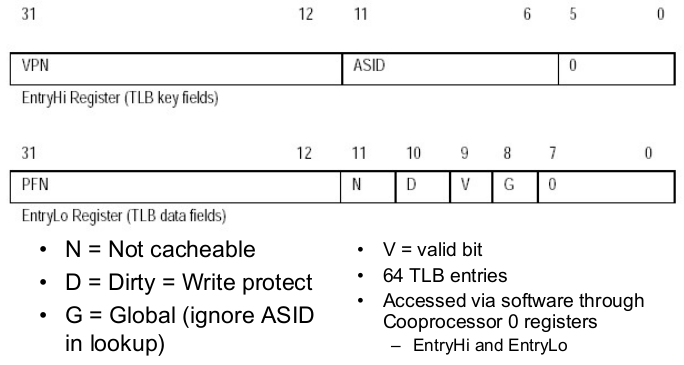 31 12 11 6 5 0
VPN ASID 0
EntryHi Register (TLB key fields)
31 12 11 10 9 8 7 0
PFN N D V G 0
EntryLo Register (TLB data fields)
• N = Not cacheable
• D = Dirty = Write protect
• G = Global (ignore ASID
in lookup)
• V = valid bit
• 64 TLB entries
• Accessed via software through
Cooprocessor 0 registers
– EntryHi and EntryLo